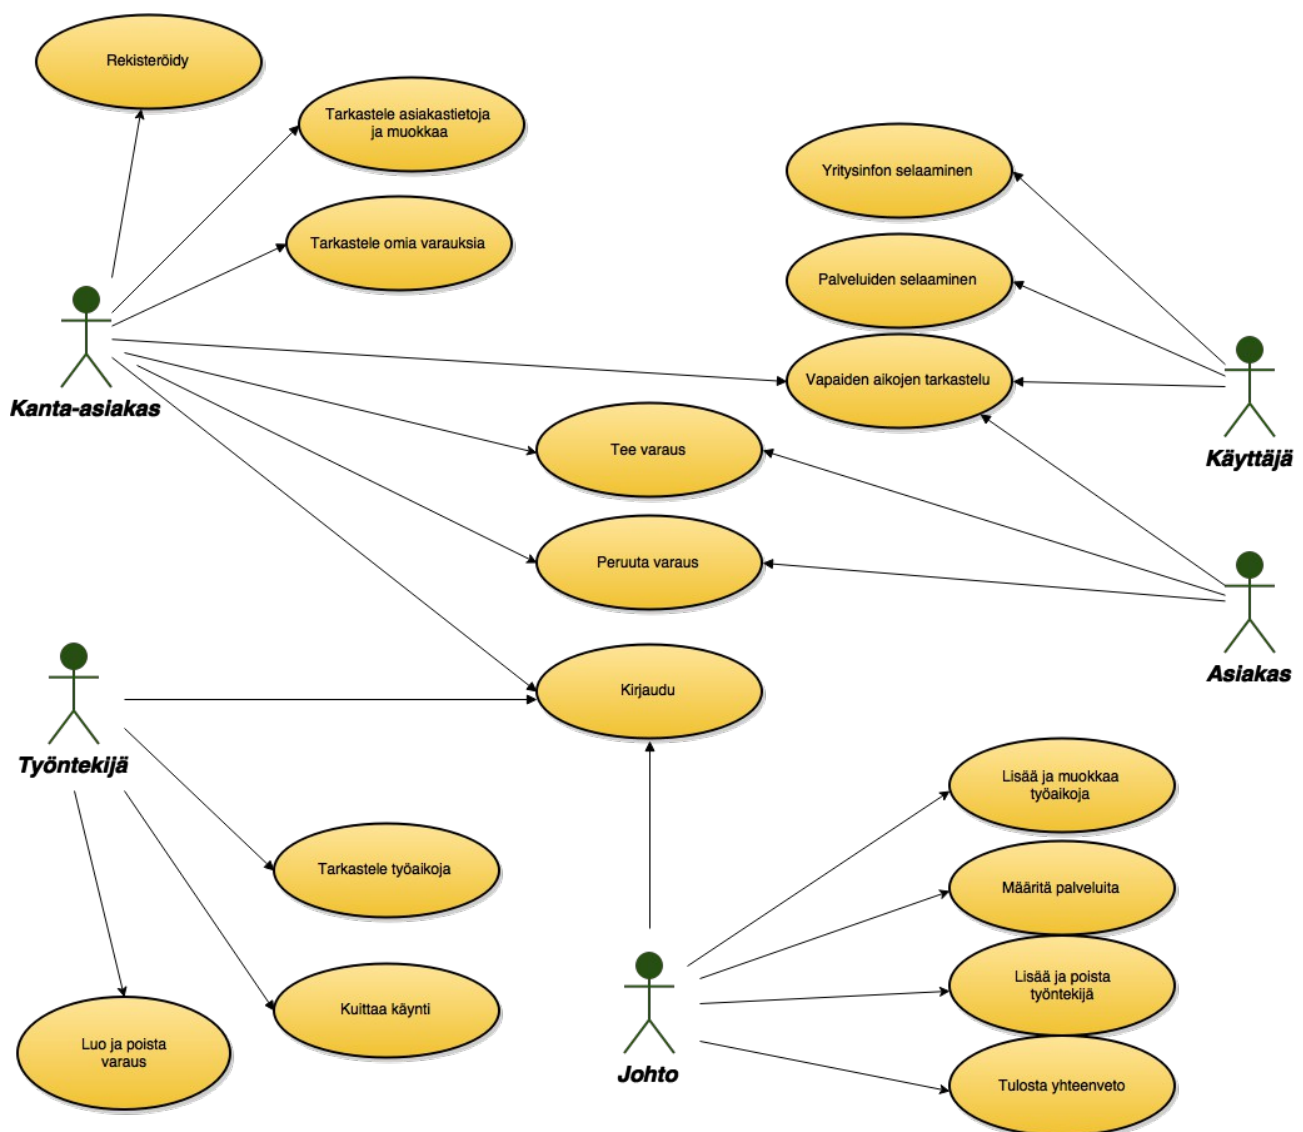 Rekisteröidy
Tarkastele asiakastietoja
ja muokkaa
Yritysinfon selaaminen
Tarkastele omia varauksia
Palveluiden selaaminen
Vapaiden aikojen tarkastelu
Kanta-asiakas
Tee varaus
Käyttäjä
Peruuta varaus
Asiakas
Kirjaudu
Työntekijä
Lisää ja muokkaa
työaikoja
Tarkastele työaikoja
Määritä palveluita
Lisää ja poista
työntekijä
Kuittaa käynti
Luo ja poista
varaus
Johto
Tulosta yhteenveto